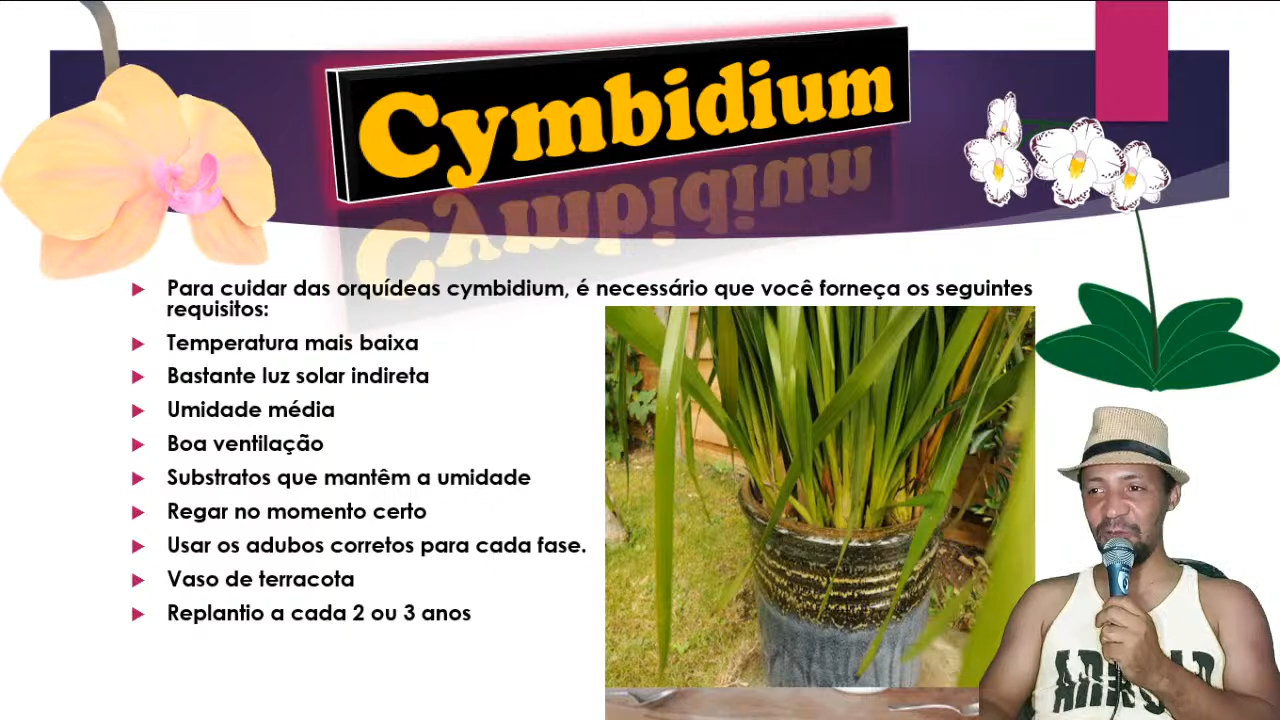 Cymbidium
Para cuidar das orquídeas cymbidium, é necessário que você forneça os seguintes
requisitos:
Temperatura mais baixa
Bastante luz solar indireta
Umidade média
Boa ventilação
Substratos que mantêm a umidade
Regar no momento certo
Usar os adubos corretos para cada fase.
Vaso de terracota
Replantio a cada 2 ou 3 anos